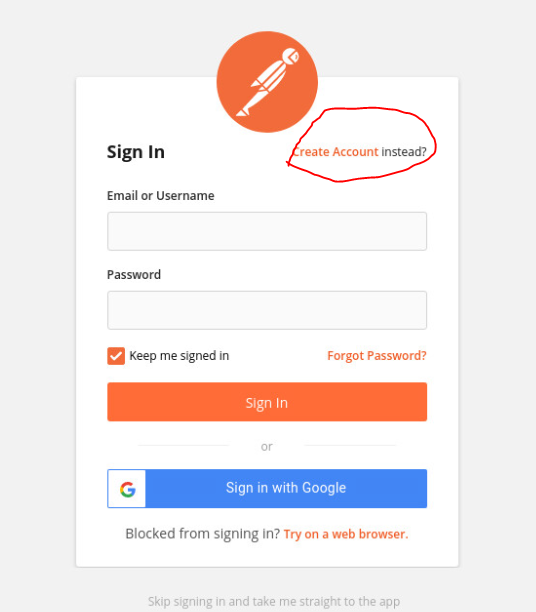 Sign In
Create Account instead?
Email or Username
Password
Keep me signed in
Forgot Password?
Sign In
or
Sign in with Google
Blocked from signing in? Try on a web browser.
Skip signing in and take me straight to the app